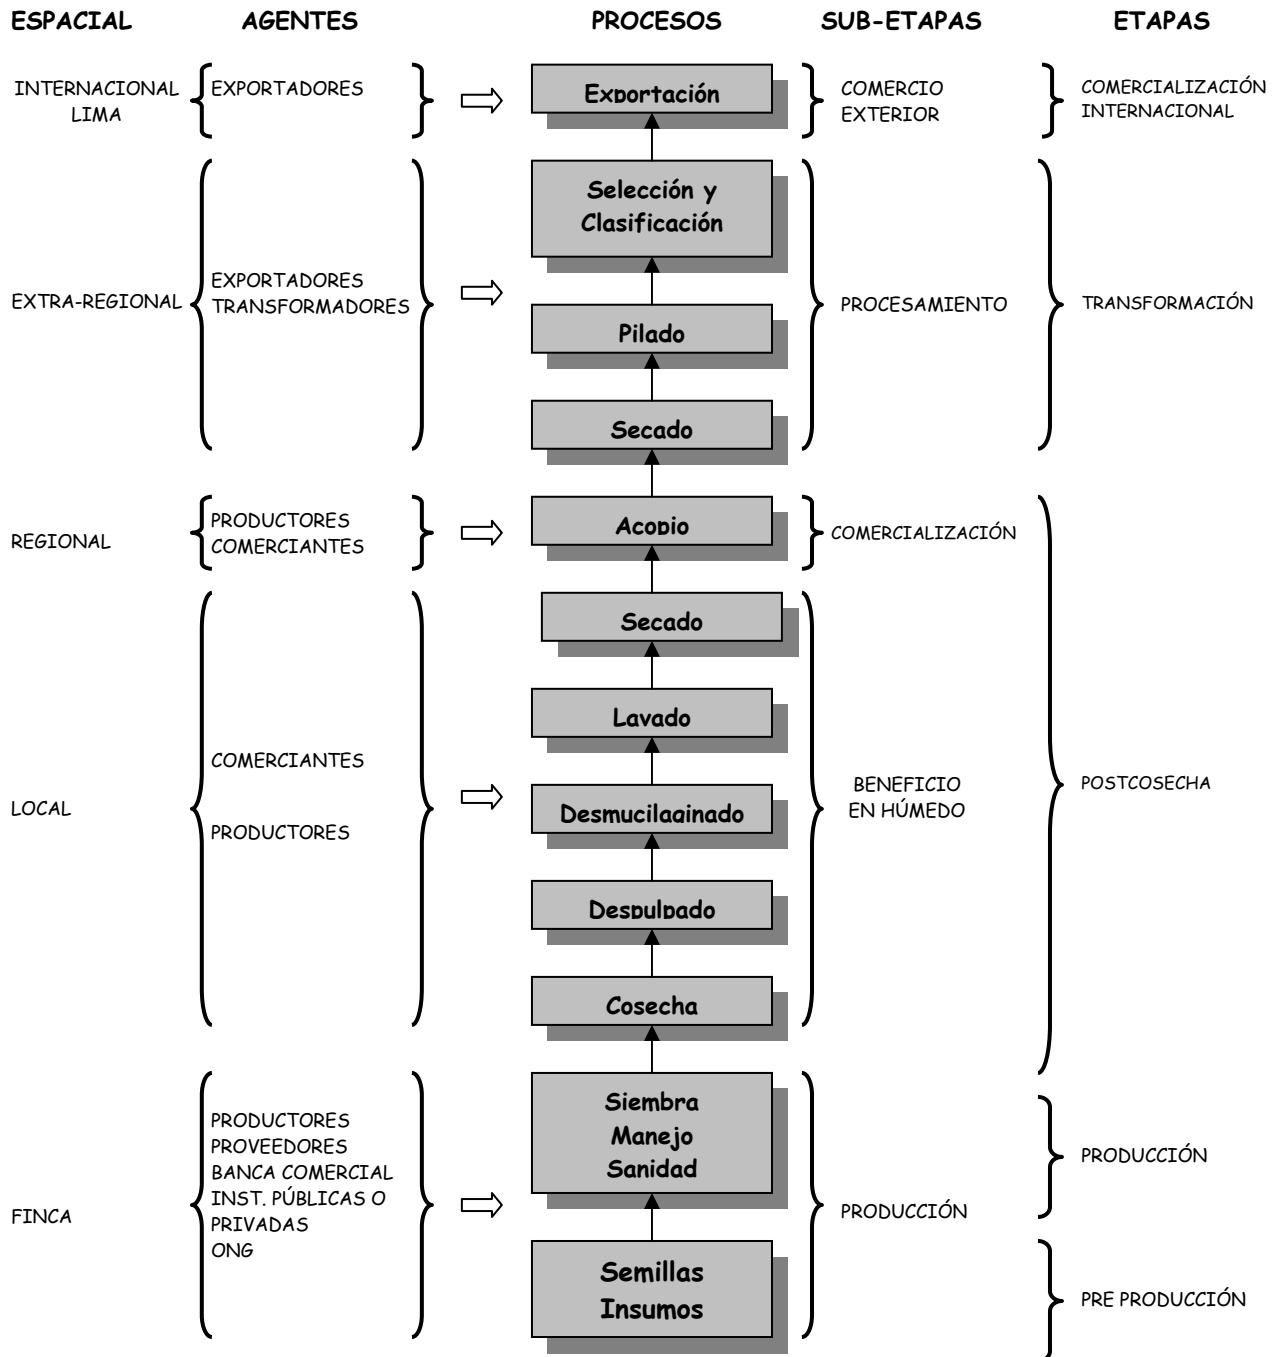 ESPACIAL AGENTES PROCESOS SUB-ETAPAS ETAPAS
INTERNACIONAL
LIMA
EXPORTADORES
Exportación
COMERCIO
EXTERIOR
COMERCIALIZACIÓN
INTERNACIONAL
EXTRA-REGIONAL
EXPORTADORES
TRANSFORMADORES
Selección y
Clasificación
Pilado
Secado
PROCESAMIENTO
TRANSFORMACIÓN
REGIONAL
PRODUCTORES
COMERCIANTES
Acopio
COMERCIALIZACIÓN
LOCAL
COMERCIANTES
PRODUCTORES
Secado
Lavado
Desmucilaginado
Despulpado
Cosecha
BENEFICIO
EN HÚMEDO
POSTCOSECHA
FINCA
PRODUCTORES
PROVEEDORES
BANCA COMERCIAL
INST. PÚBLICAS O
PRIVADAS
ONG
Siembra
Manejo
Sanidad
Semillas
Insumos
PRODUCCIÓN
PRODUCCIÓN
PRE PRODUCCIÓN